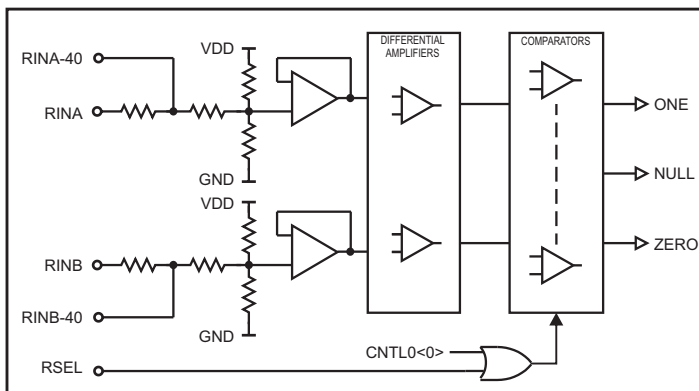 VDD
DIFFERENTIAL
AMPLIFIERS
COMPARATORS
RINA-40
RINA
ONE
GND
NULL
VDD
RINB
ZERO
RINB-40
GND
CNTL0<0>
RSEL